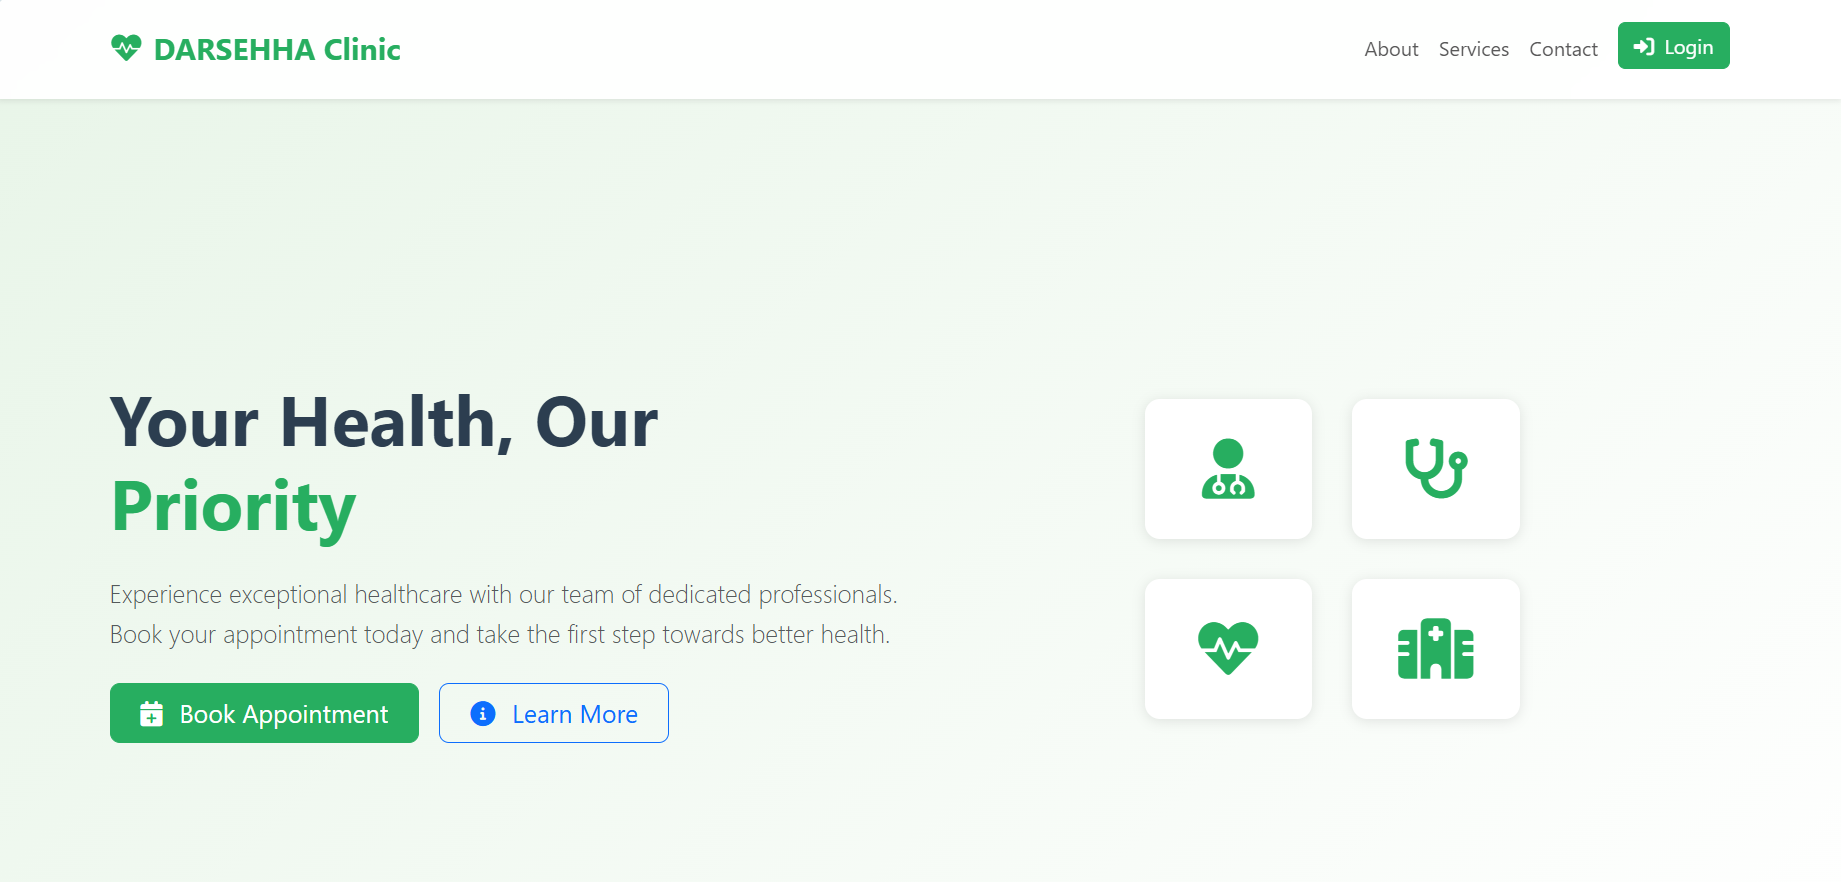 DARSEHHA Clinic
About
Services
Contact
Login
Your Health, Our
Priority
Experience exceptional healthcare with our team of dedicated professionals.
Book your appointment today and take the first step towards better health.
Book Appointment
Learn More